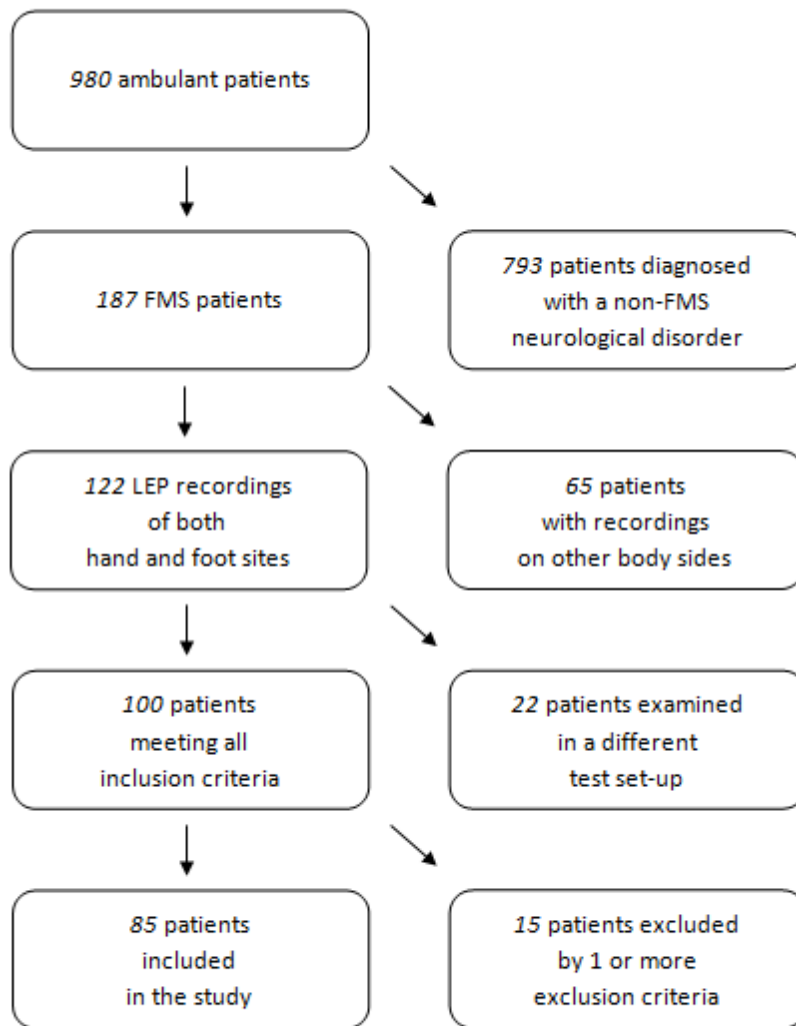 980 ambulant patients
187 FMS patients
793 patients diagnosed
with a non-FMS
neurological disorder
122 LEP recordings
of both
hand and foot sites
65 patients
with recordings
on other body sides
100 patients
meeting all
inclusion criteria
22 patients examined
in a different
test set-up
85 patients
included
in the study
15 patients excluded
by 1 or more
exclusion criteria